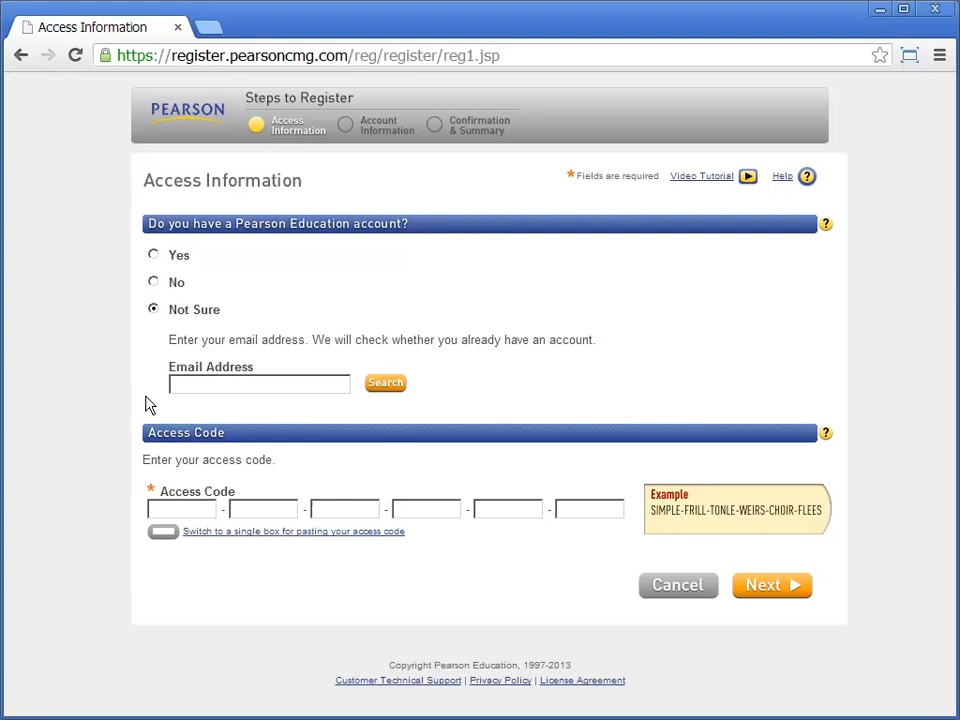 Access Information
https://register.pearsoncmg.com/reg/register/reg1.jsp
PEARSON
Steps to Register
Access Information
Account Information
Confirmation & Summary
Access Information
*Fields are required
Video Tutorial
Help ?
Do you have a Pearson Education account? ?
Yes
No
Not Sure
Enter your email address. We will check whether you already have an account.
Email Address
Search
Access Code ?
Enter your access code.
* Access Code
- - - - -
Switch to a single box for pasting your access code
Example
SIMPLE-FRILL-TONLE-WEIRS-CHOIR-FLEES
Cancel
Next
Copyright Pearson Education, 1997-2013
Customer Technical Support | Privacy Policy | License Agreement